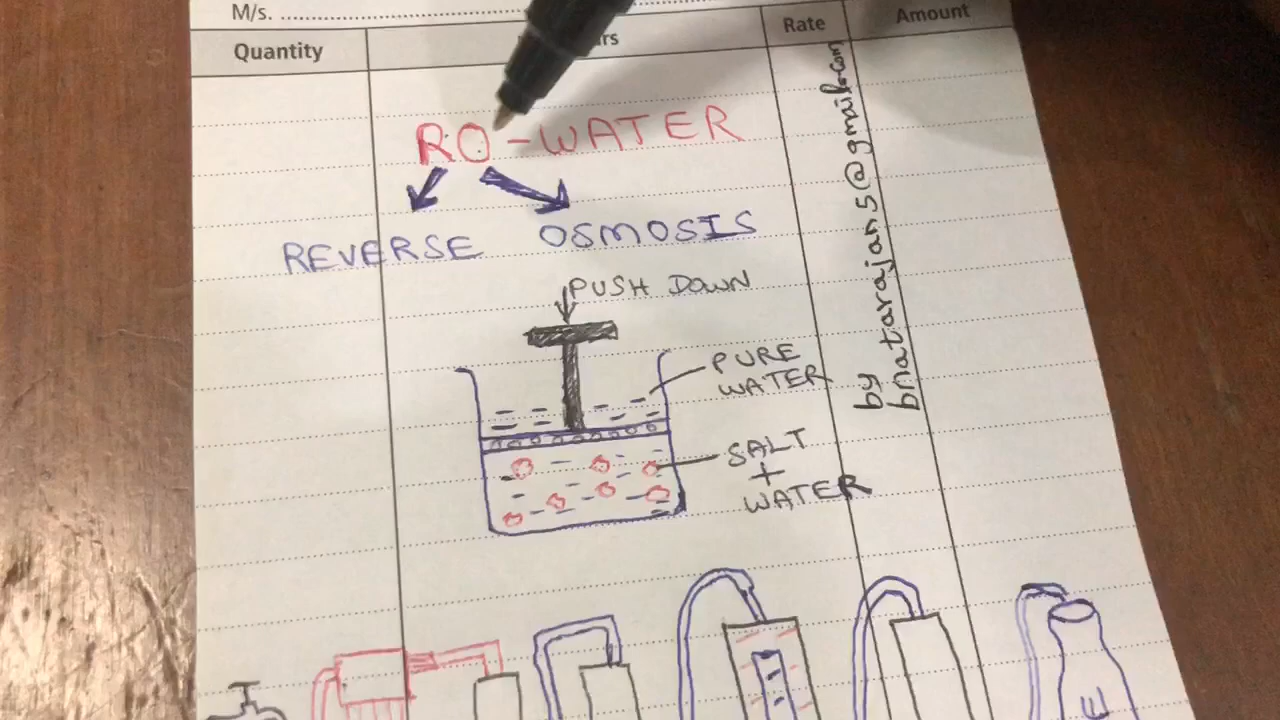 M/s.
Quantity
Rate
Amount
RO-WATER
REVERSE OSMOSIS
PUSH DOWN
PURE
WATER
SALT
+
WATER
by
bnatarajan5@gmail.com